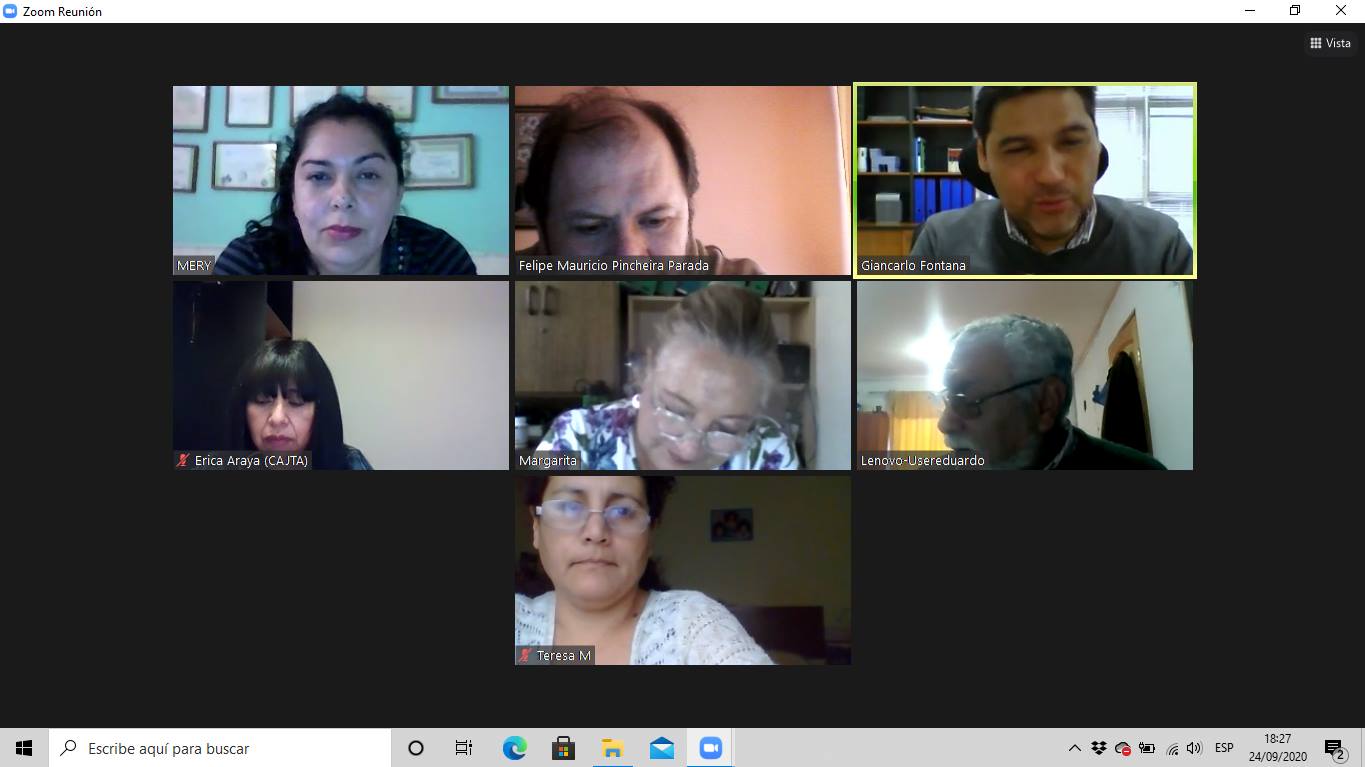 Zoom Reunión
Vista
MERY
Felipe Mauricio Pincheira Parada
Giancarlo Fontana
Erica Araya (CAJTA)
Margarita
Lenovo-Usereduardo
Teresa M
Escribe aquí para buscar
ESP
18:27
24/09/2020
2